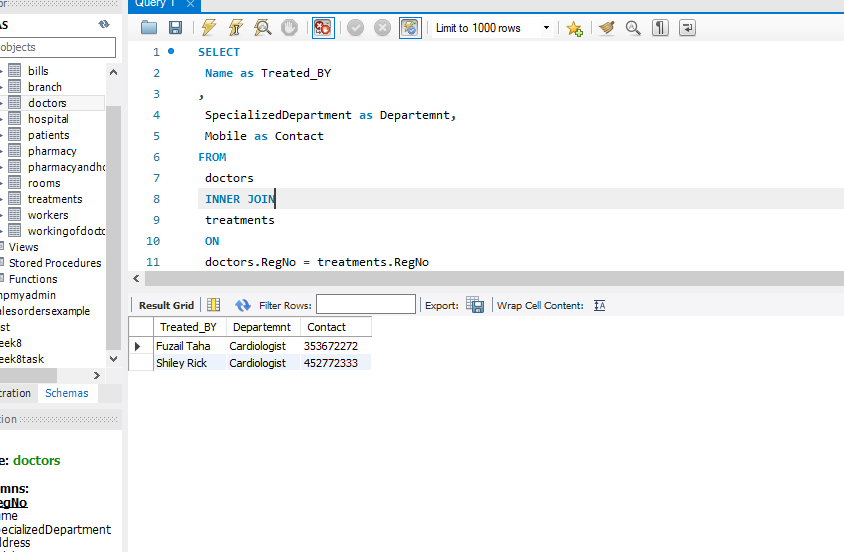 Query 1
AS
objects
bills
branch
doctors
hospital
patients
pharmacy
pharmacyandho
rooms
treatments
workers
workingofdoct
Views
Stored Procedures
Functions
hpmyadmin
alesordersexample
st
eek8
eek8task
tration Schemas
tion
e: doctors
mns:
egNo
me
ecializedDepartment
ddress
Limit to 1000 rows
1 SELECT
2 Name as Treated_BY
3 ,
4 SpecializedDepartment as Departemnt,
5 Mobile as Contact
6 FROM
7 doctors
8 INNER JOIN
9 treatments
10 ON
11 doctors.RegNo = treatments.RegNo
Result Grid Filter Rows: Export: Wrap Cell Content:
Treated_BY Departemnt Contact
Fuzail Taha Cardiologist 353672272
Shiley Rick Cardiologist 452772333